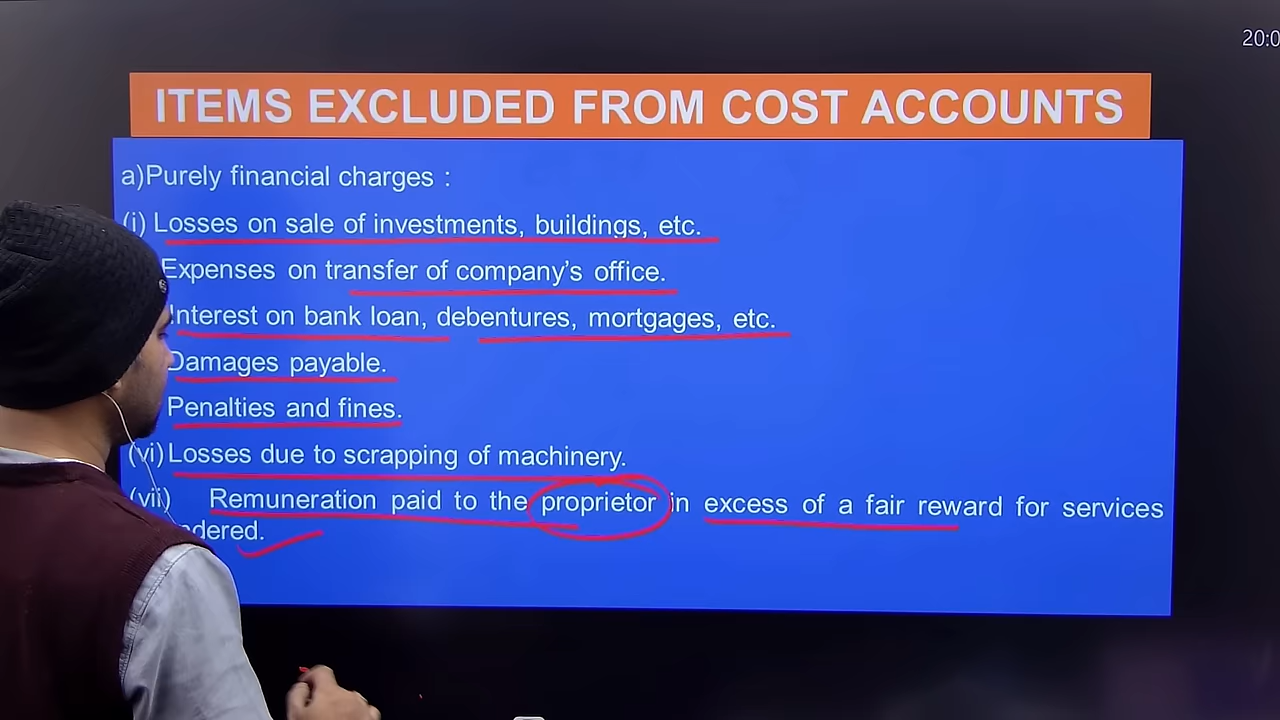 20:0
ITEMS EXCLUDED FROM COST ACCOUNTS
a)Purely financial charges :
(i) Losses on sale of investments, buildings, etc.
Expenses on transfer of company’s office.
Interest on bank loan, debentures, mortgages, etc.
Damages payable.
Penalties and fines.
(vi) Losses due to scrapping of machinery.
(vii) Remuneration paid to the proprietor in excess of a fair reward for services